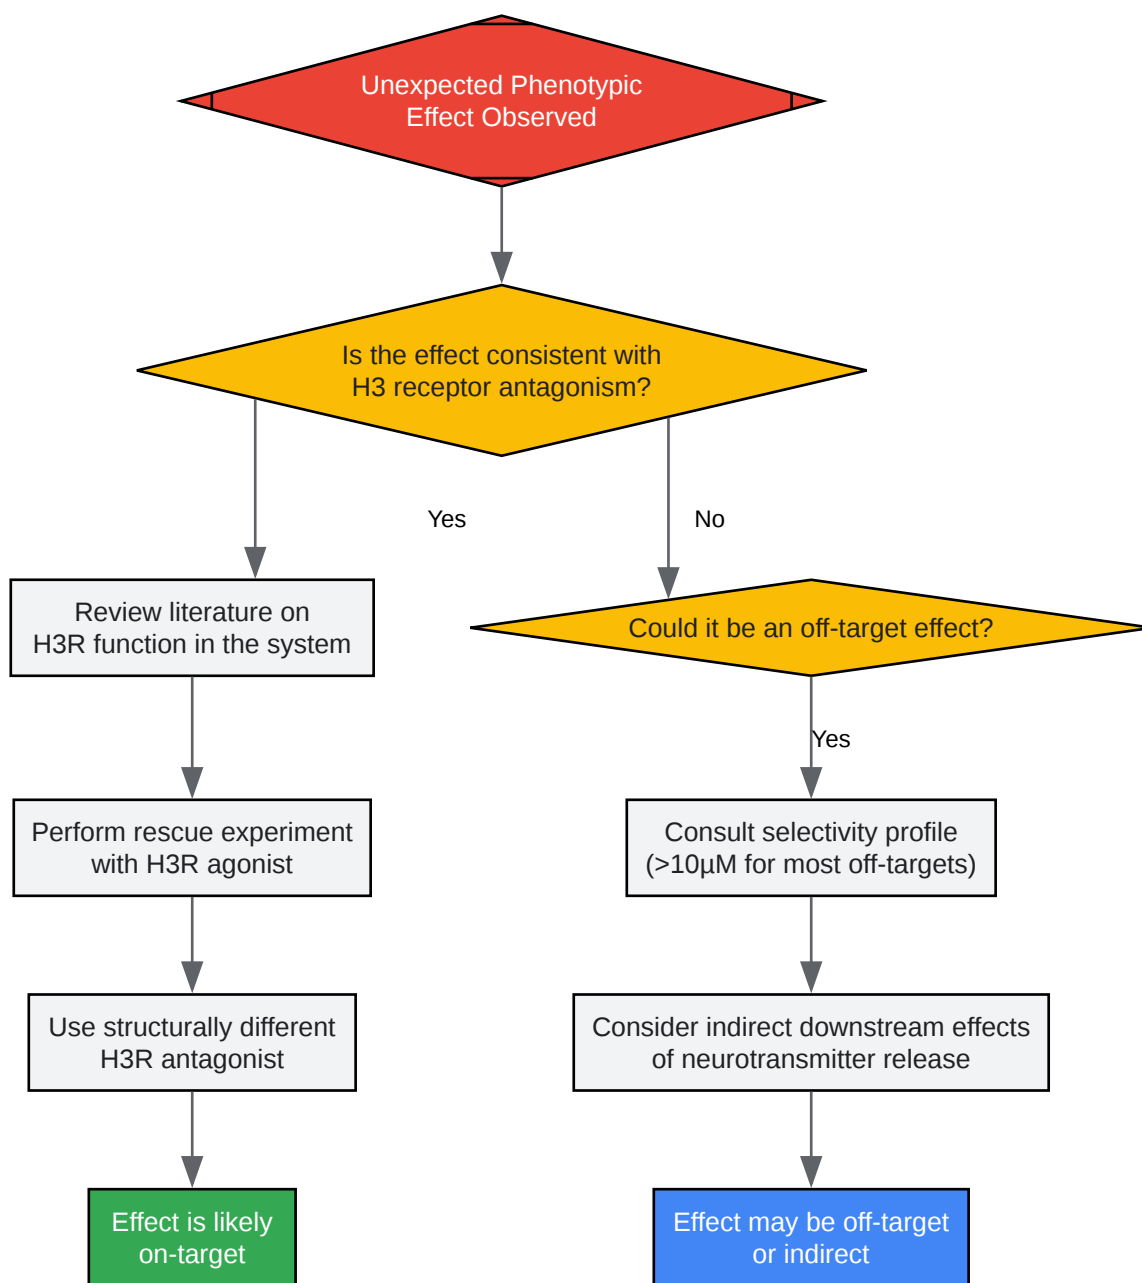 Unexpected Phenotypic
Effect Observed
Is the effect consistent with
H3 receptor antagonism?
Yes
No
Review literature on
H3R function in the system
Could it be an off-target effect?
Yes
Perform rescue experiment
with H3R agonist
Consult selectivity profile
(>10µM for most off-targets)
Use structurally different
H3R antagonist
Consider indirect downstream effects
of neurotransmitter release
Effect is likely
on-target
Effect may be off-target
or indirect